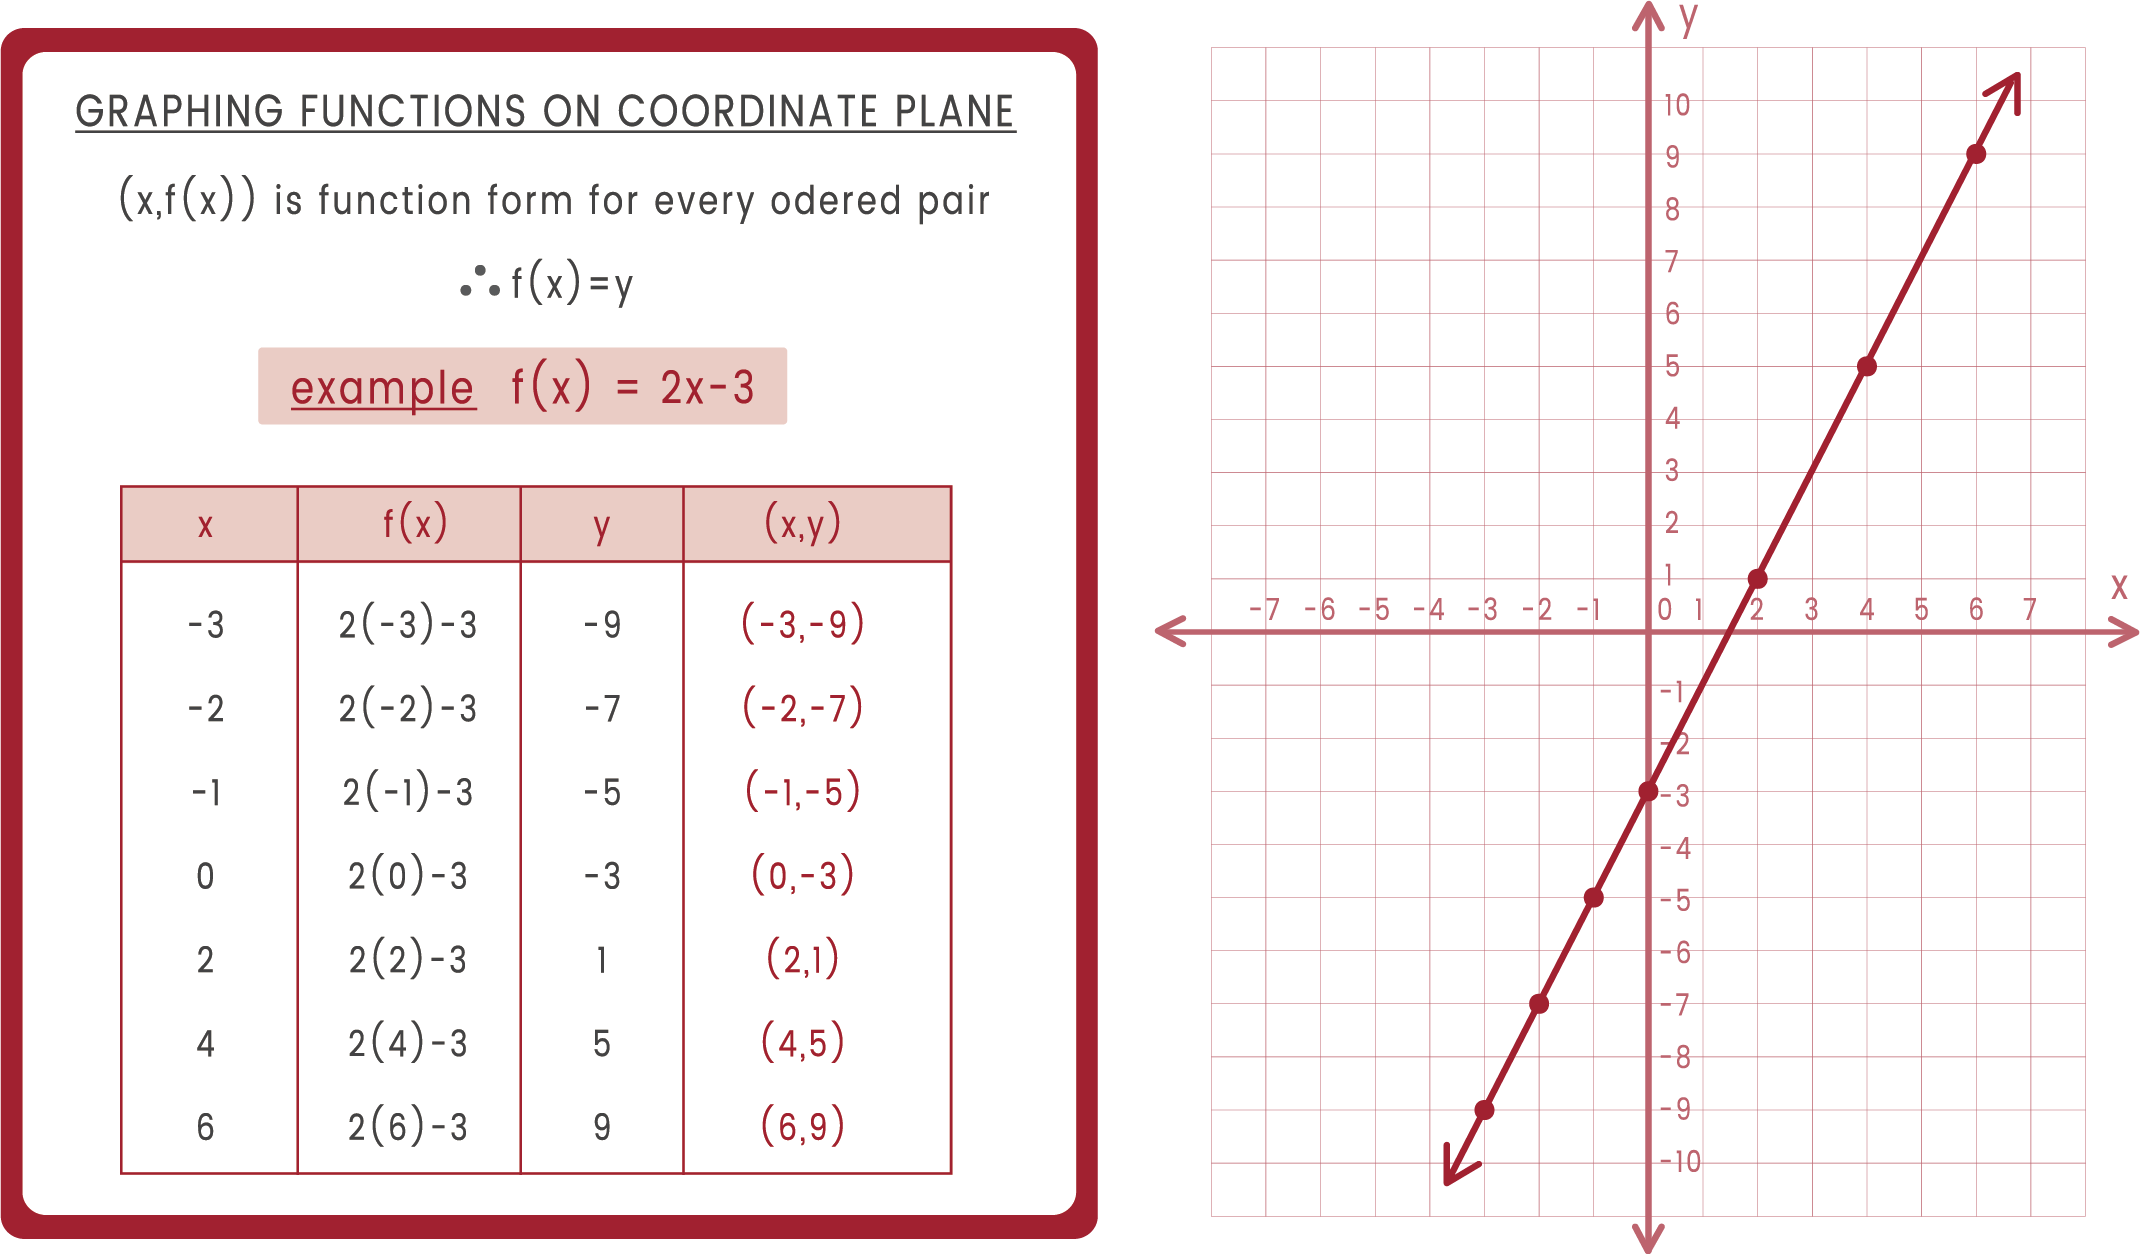 GRAPHING FUNCTIONS ON COORDINATE PLANE
(x,f(x)) is function form for every odered pair
∴ f(x)=y
example f(x) = 2x-3
x f(x) y (x,y)
-3 2(-3)-3 -9 (-3,-9)
-2 2(-2)-3 -7 (-2,-7)
-1 2(-1)-3 -5 (-1,-5)
0 2(0)-3 -3 (0,-3)
2 2(2)-3 1 (2,1)
4 2(4)-3 5 (4,5)
6 2(6)-3 9 (6,9)
y
10
9
8
7
6
5
4
3
2
1
x
-7 -6 -5 -4 -3 -2 -1 0 1 2 3 4 5 6 7
-1
-2
-3
-4
-5
-6
-7
-8
-9
-10